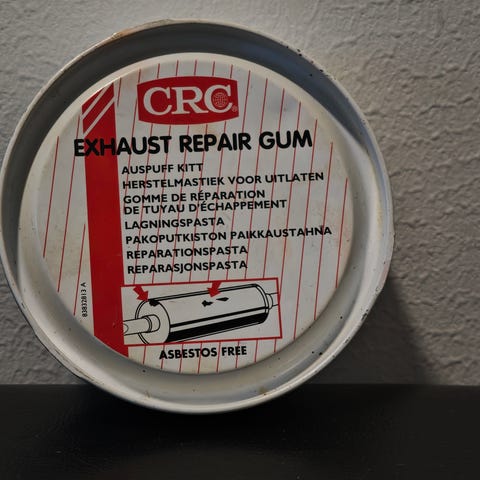 CRC®
EXHAUST REPAIR GUM
AUSPUFF KITT
HERSTELMASTIEK VOOR UITLATEN
GOMME DE RÉPARATION
DE TUYAU D'ÉCHAPPEMENT
LAGNINGSPASTA
PAKOPUTKISTON PAIKKAUSTAHNA
REPARATIONSPASTA
REPARASJONSPASTA
83832813 A
ASBESTOS FREE